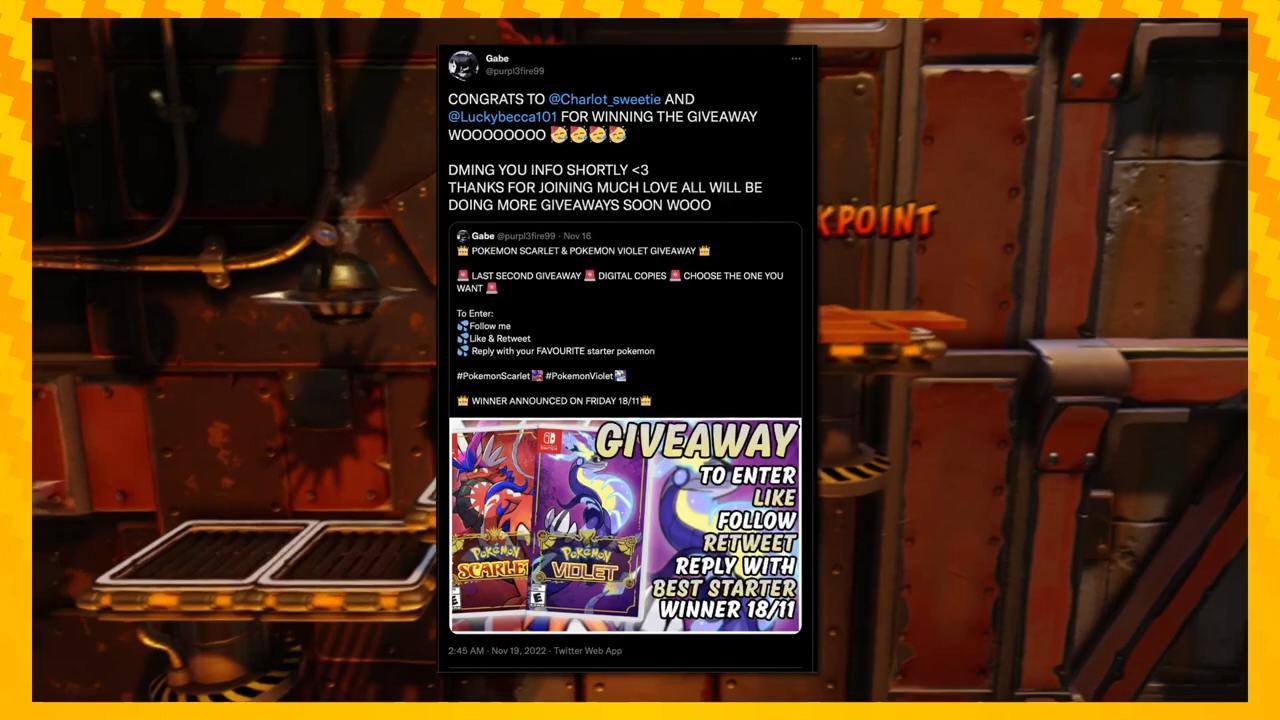 Gabe
@purpl3fire99
CONGRATS TO @Charlot_sweetie AND
@Luckybecca101 FOR WINNING THE GIVEAWAY
WOOOOOOOO 🥳🥳🥳🥳
DMING YOU INFO SHORTLY <3
THANKS FOR JOINING MUCH LOVE ALL WILL BE
DOING MORE GIVEAWAYS SOON WOOO
Gabe @purpl3fire99 · Nov 16
👑 POKEMON SCARLET & POKEMON VIOLET GIVEAWAY 👑
🚨 LAST SECOND GIVEAWAY 🚨 DIGITAL COPIES 🚨 CHOOSE THE ONE YOU
WANT 🚨
To Enter:
💦Follow me
💦Like & Retweet
💦 Reply with your FAVOURITE starter pokemon
#PokemonScarlet #PokemonViolet
👑 WINNER ANNOUNCED ON FRIDAY 18/11👑
GIVEAWAY
TO ENTER
LIKE
FOLLOW
RETWEET
REPLY WITH
BEST STARTER
WINNER 18/11
POKÉMON
SCARLET
POKÉMON
VIOLET
2:45 AM · Nov 19, 2022 · Twitter Web App
KPOINT